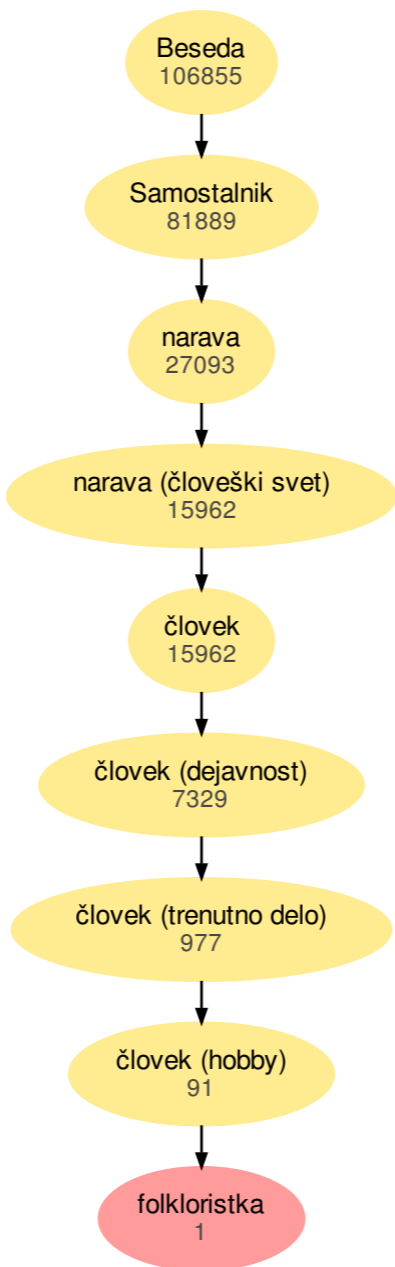 Beseda
106855
Samostalnik
81889
narava
27093
narava (človeški svet)
15962
človek
15962
človek (dejavnost)
7329
človek (trenutno delo)
977
človek (hobby)
91
folkloristka
1